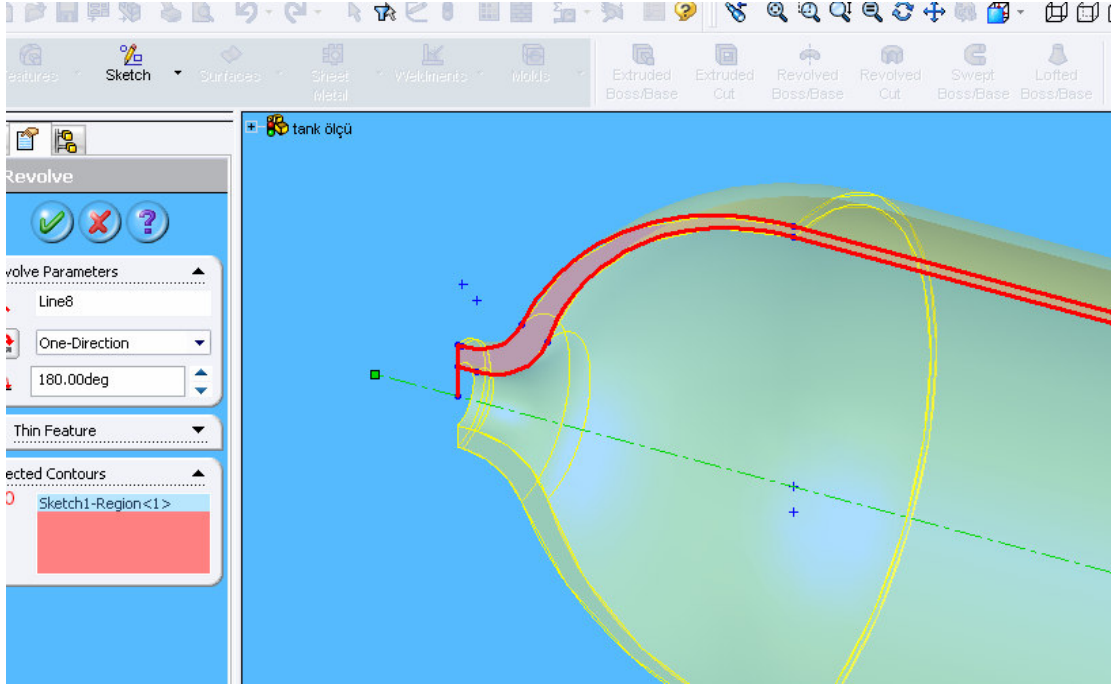 eatures
Sketch
Surfaces
Sheet
Metal
Weldments
Molds
Extruded
Boss/Base
Extruded
Cut
Revolved
Boss/Base
Revolved
Cut
Swept
Boss/Base
Lofted
Boss/Base
tank ölçü
Revolve
volve Parameters
Line8
One-Direction
180.00deg
Thin Feature
ected Contours
Sketch1-Region<1>